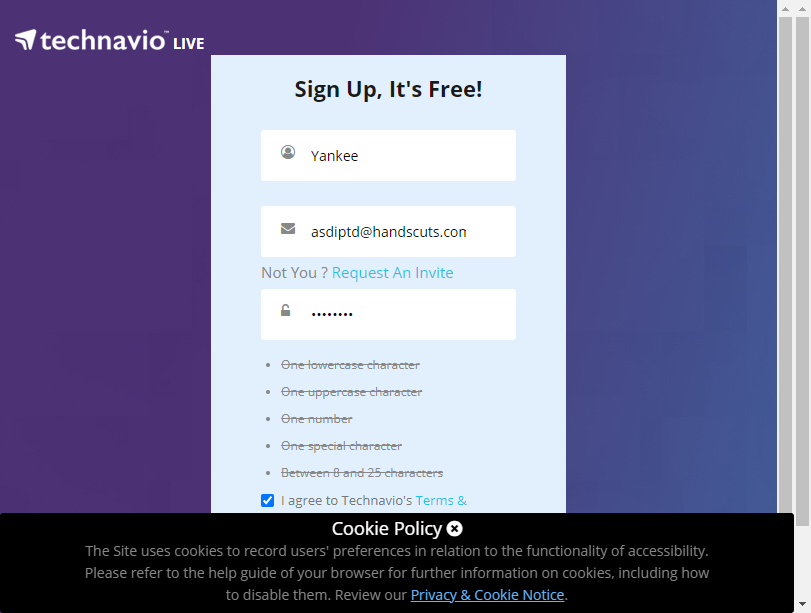 technavio™ LIVE
Sign Up, It's Free!
Yankee
asdiptd@handscuts.com
Not You ? Request An Invite
••••••••
One lowercase character
One uppercase character
One number
One special character
Between 8 and 25 characters
I agree to Technavio's Terms &
Cookie Policy
The Site uses cookies to record users' preferences in relation to the functionality of accessibility.
Please refer to the help guide of your browser for further information on cookies, including how
to disable them. Review our Privacy & Cookie Notice.